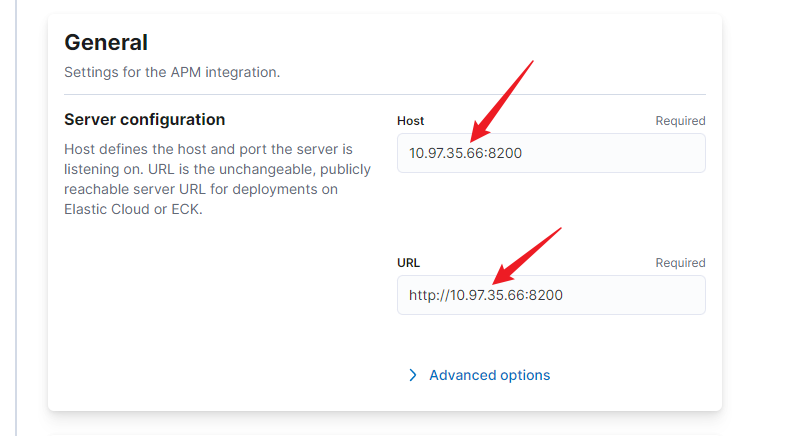 General
Settings for the APM integration.
Server configuration
Host defines the host and port the server is
listening on. URL is the unchangeable, publicly
reachable server URL for deployments on
Elastic Cloud or ECK.
Host Required
10.97.35.66:8200
URL Required
http://10.97.35.66:8200
Advanced options